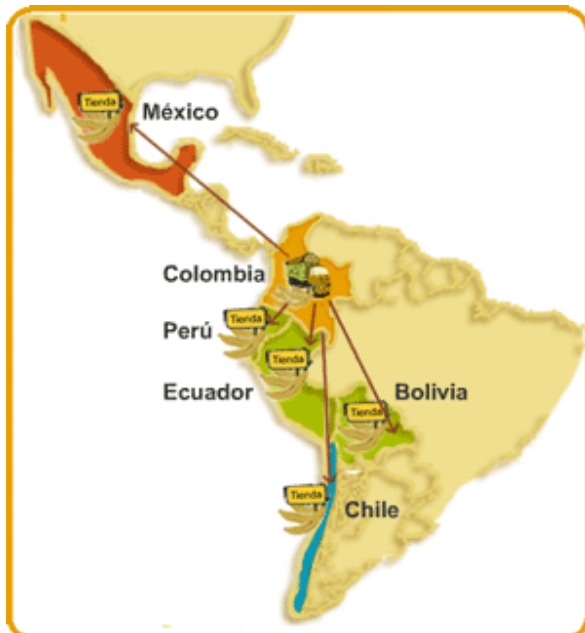 Tienda
México
Colombia
Tienda
Perú
Tienda
Ecuador
Bolivia
Tienda
Tienda
Chile